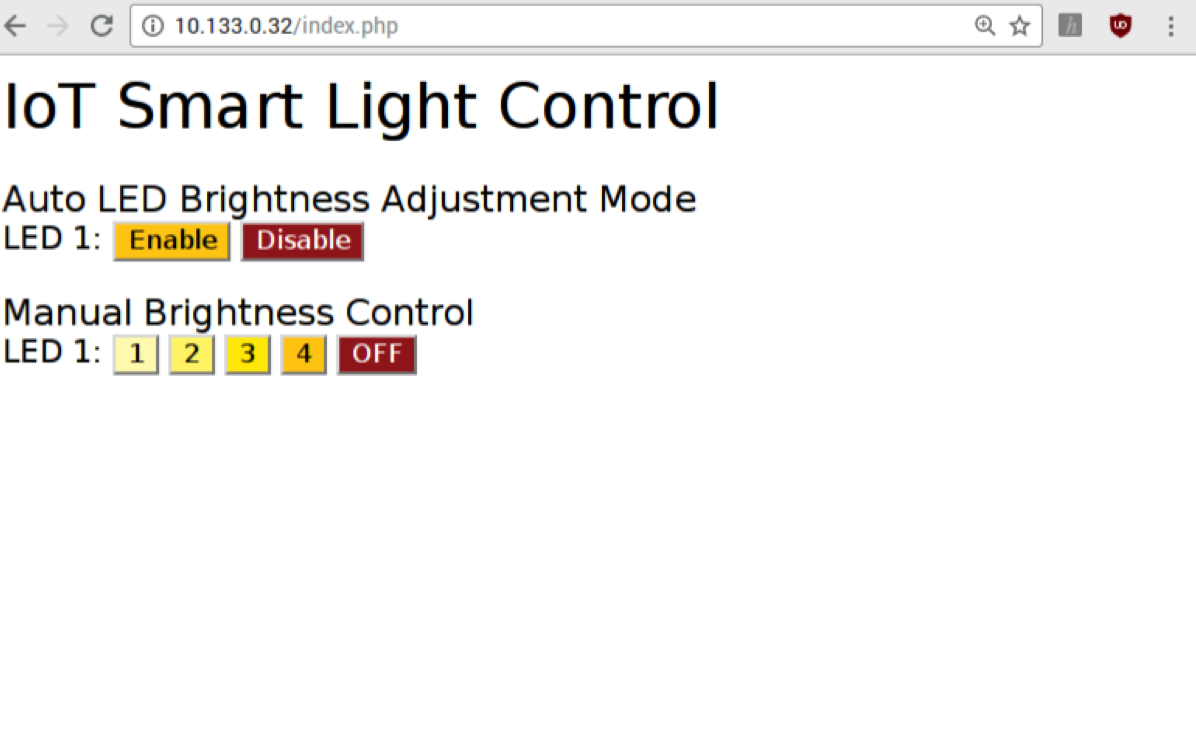 10.133.0.32/index.php
IoT Smart Light Control
Auto LED Brightness Adjustment Mode
LED 1: Enable Disable
Manual Brightness Control
LED 1: 1 2 3 4 OFF